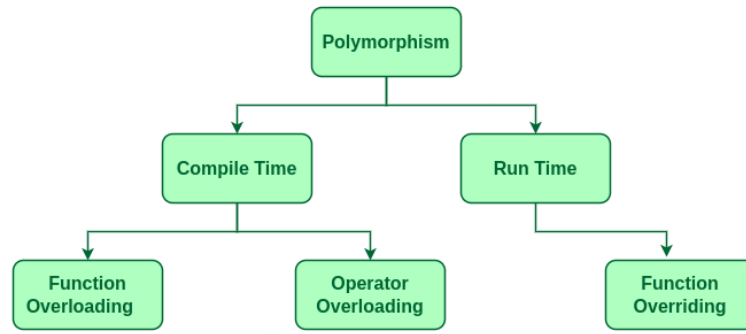 Polymorphism
Compile Time
Run Time
Function
Overloading
Operator
Overloading
Function
Overriding